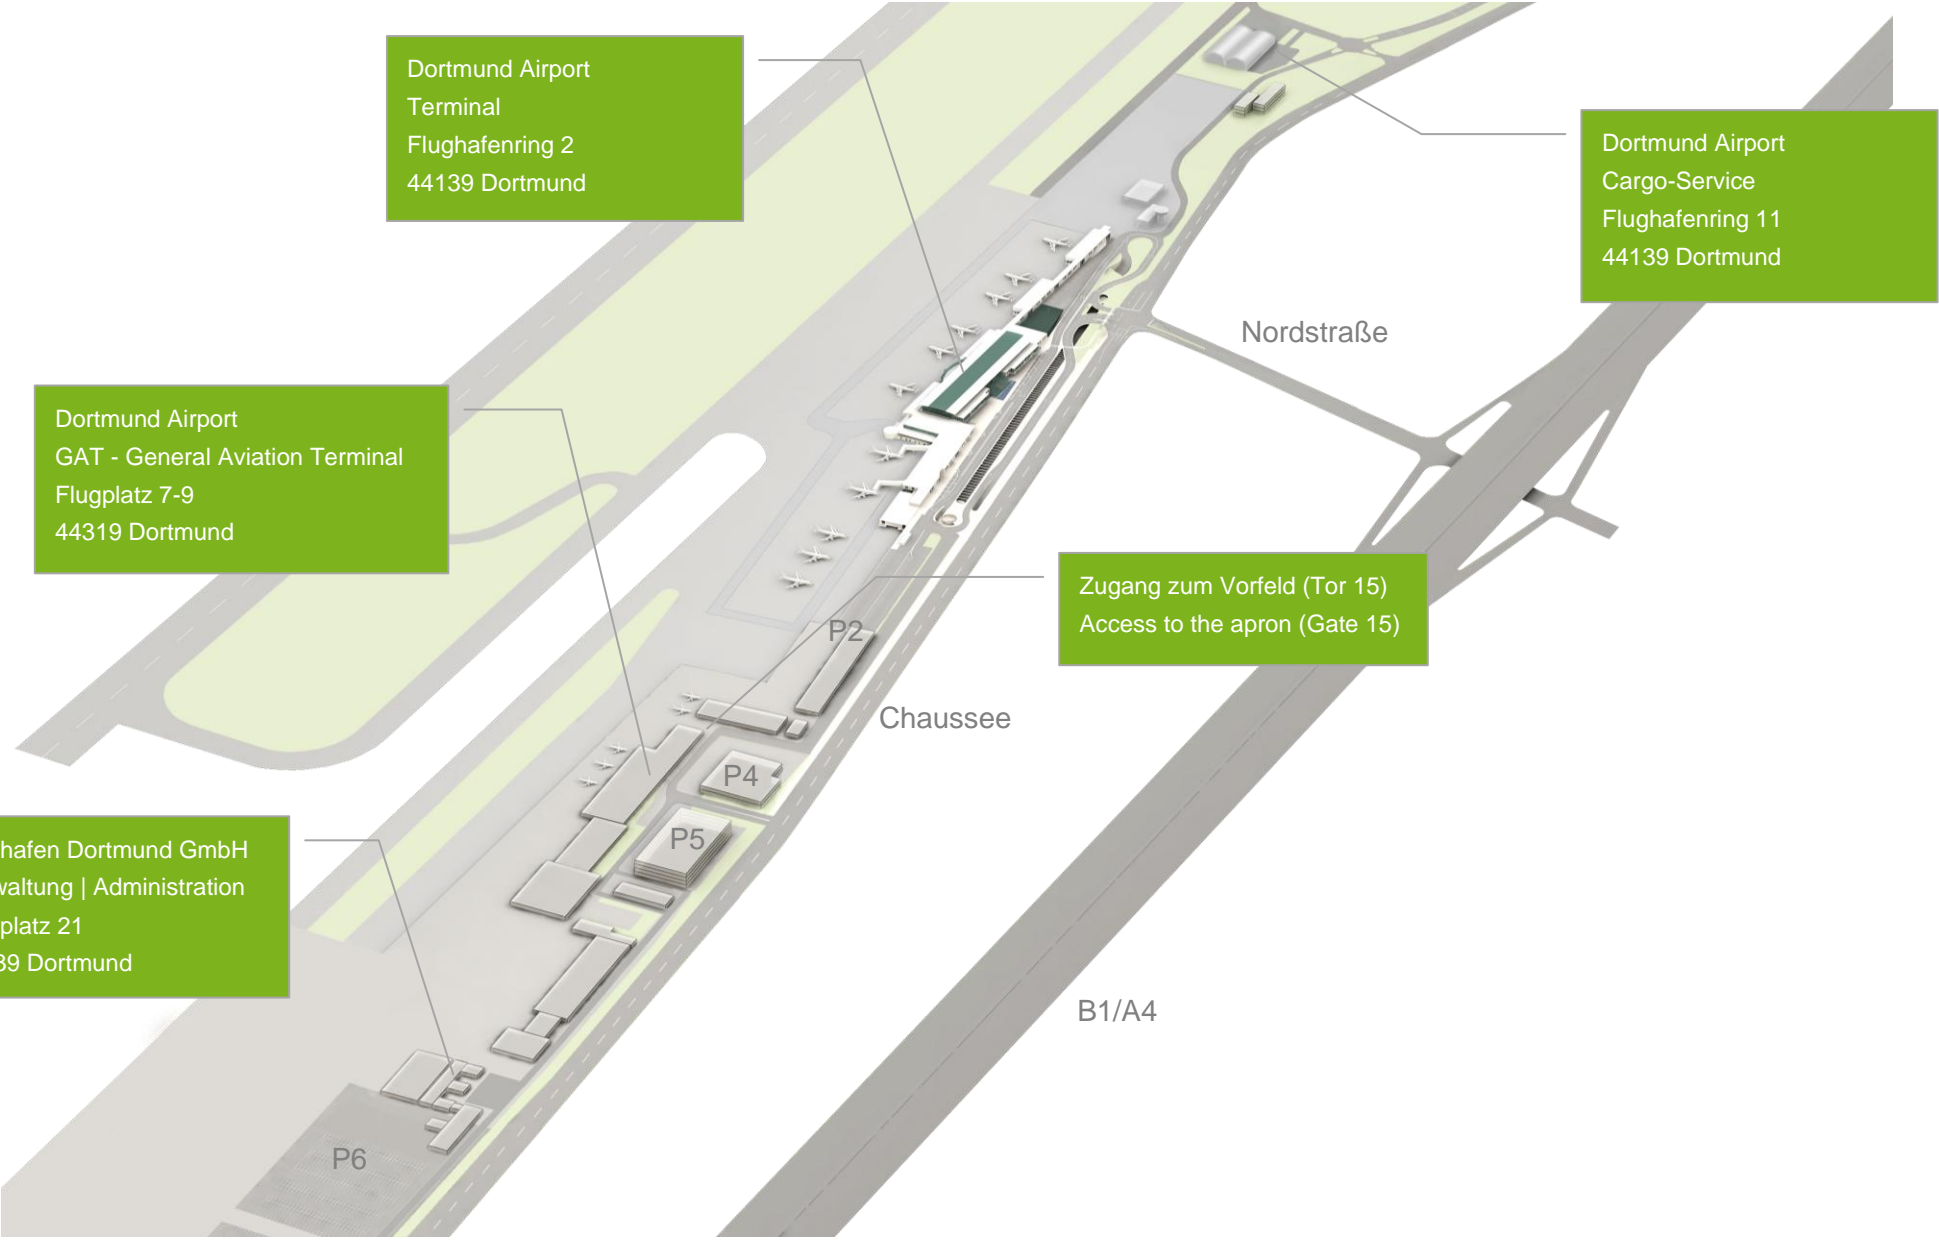 Dortmund Airport
Terminal
Flughafenring 2
44139 Dortmund
Dortmund Airport
Cargo-Service
Flughafenring 11
44139 Dortmund
Nordstraße
Dortmund Airport
GAT - General Aviation Terminal
Flugplatz 7-9
44319 Dortmund
Zugang zum Vorfeld (Tor 15)
Access to the apron (Gate 15)
P2
Chaussee
P4
P5
hafen Dortmund GmbH
waltung | Administration
platz 21
39 Dortmund
B1/A4
P6